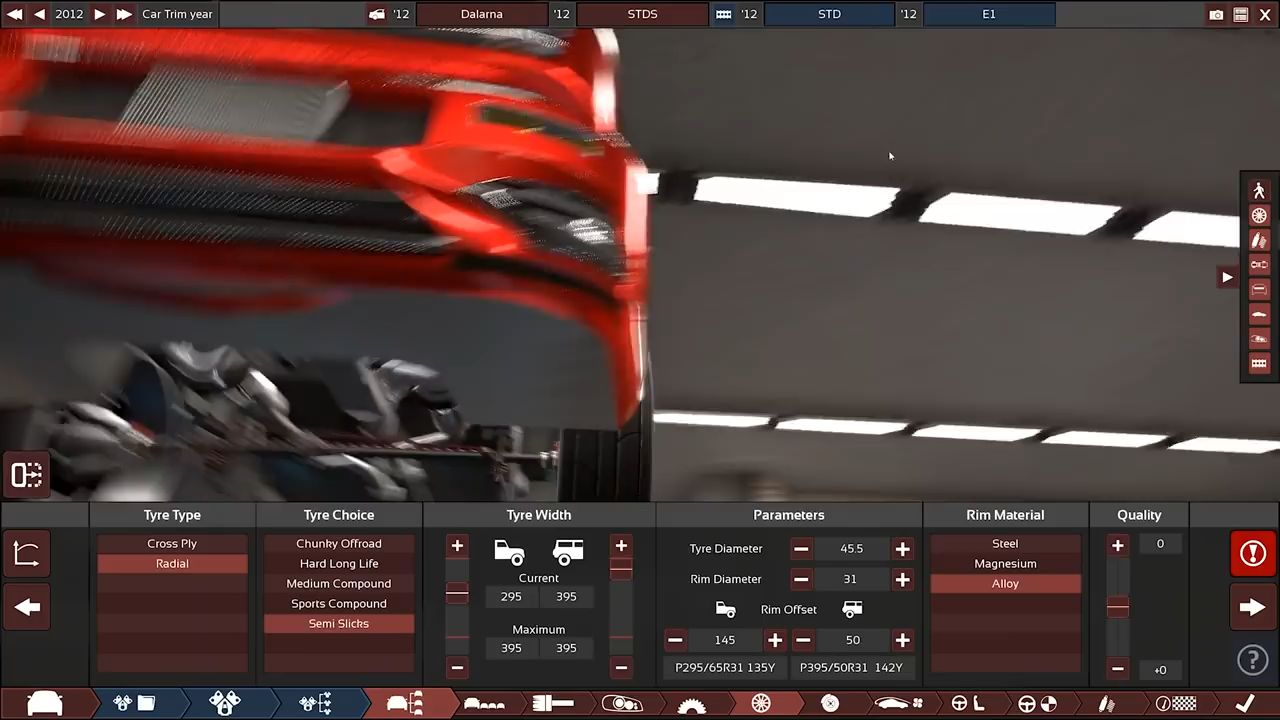 2012 Car Trim year '12 Dalarna '12 STDS '12 STD '12 E1
Tyre Type
Cross Ply
Radial
Tyre Choice
Chunky Offroad
Hard Long Life
Medium Compound
Sports Compound
Semi Slicks
Tyre Width
Current
295 395
Maximum
395 395
Parameters
Tyre Diameter 45.5
Rim Diameter 31
Rim Offset
145 50
P295/65R31 135Y P395/50R31 142Y
Rim Material
Steel
Magnesium
Alloy
Quality
0
+0